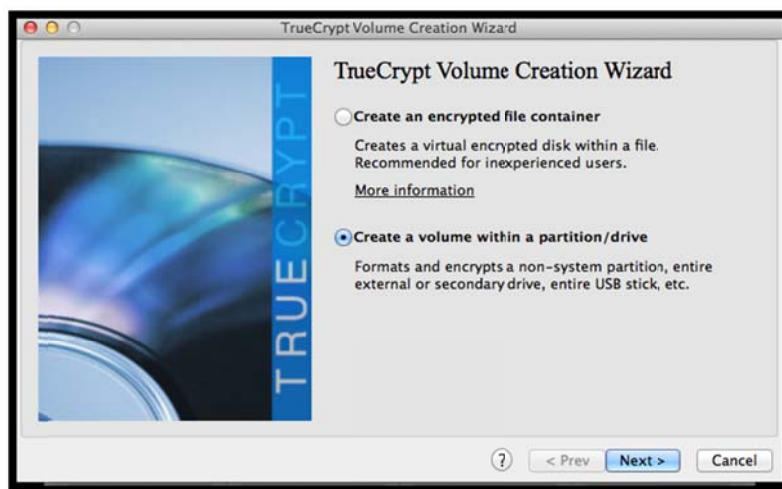 TrueCrypt Volume Creation Wizard
TRUECRYPT
TrueCrypt Volume Creation Wizard
Create an encrypted file container
Creates a virtual encrypted disk within a file.
Recommended for inexperienced users.
More information
Create a volume within a partition/drive
Formats and encrypts a non-system partition, entire
external or secondary drive, entire USB stick, etc.
?
< Prev
Next >
Cancel